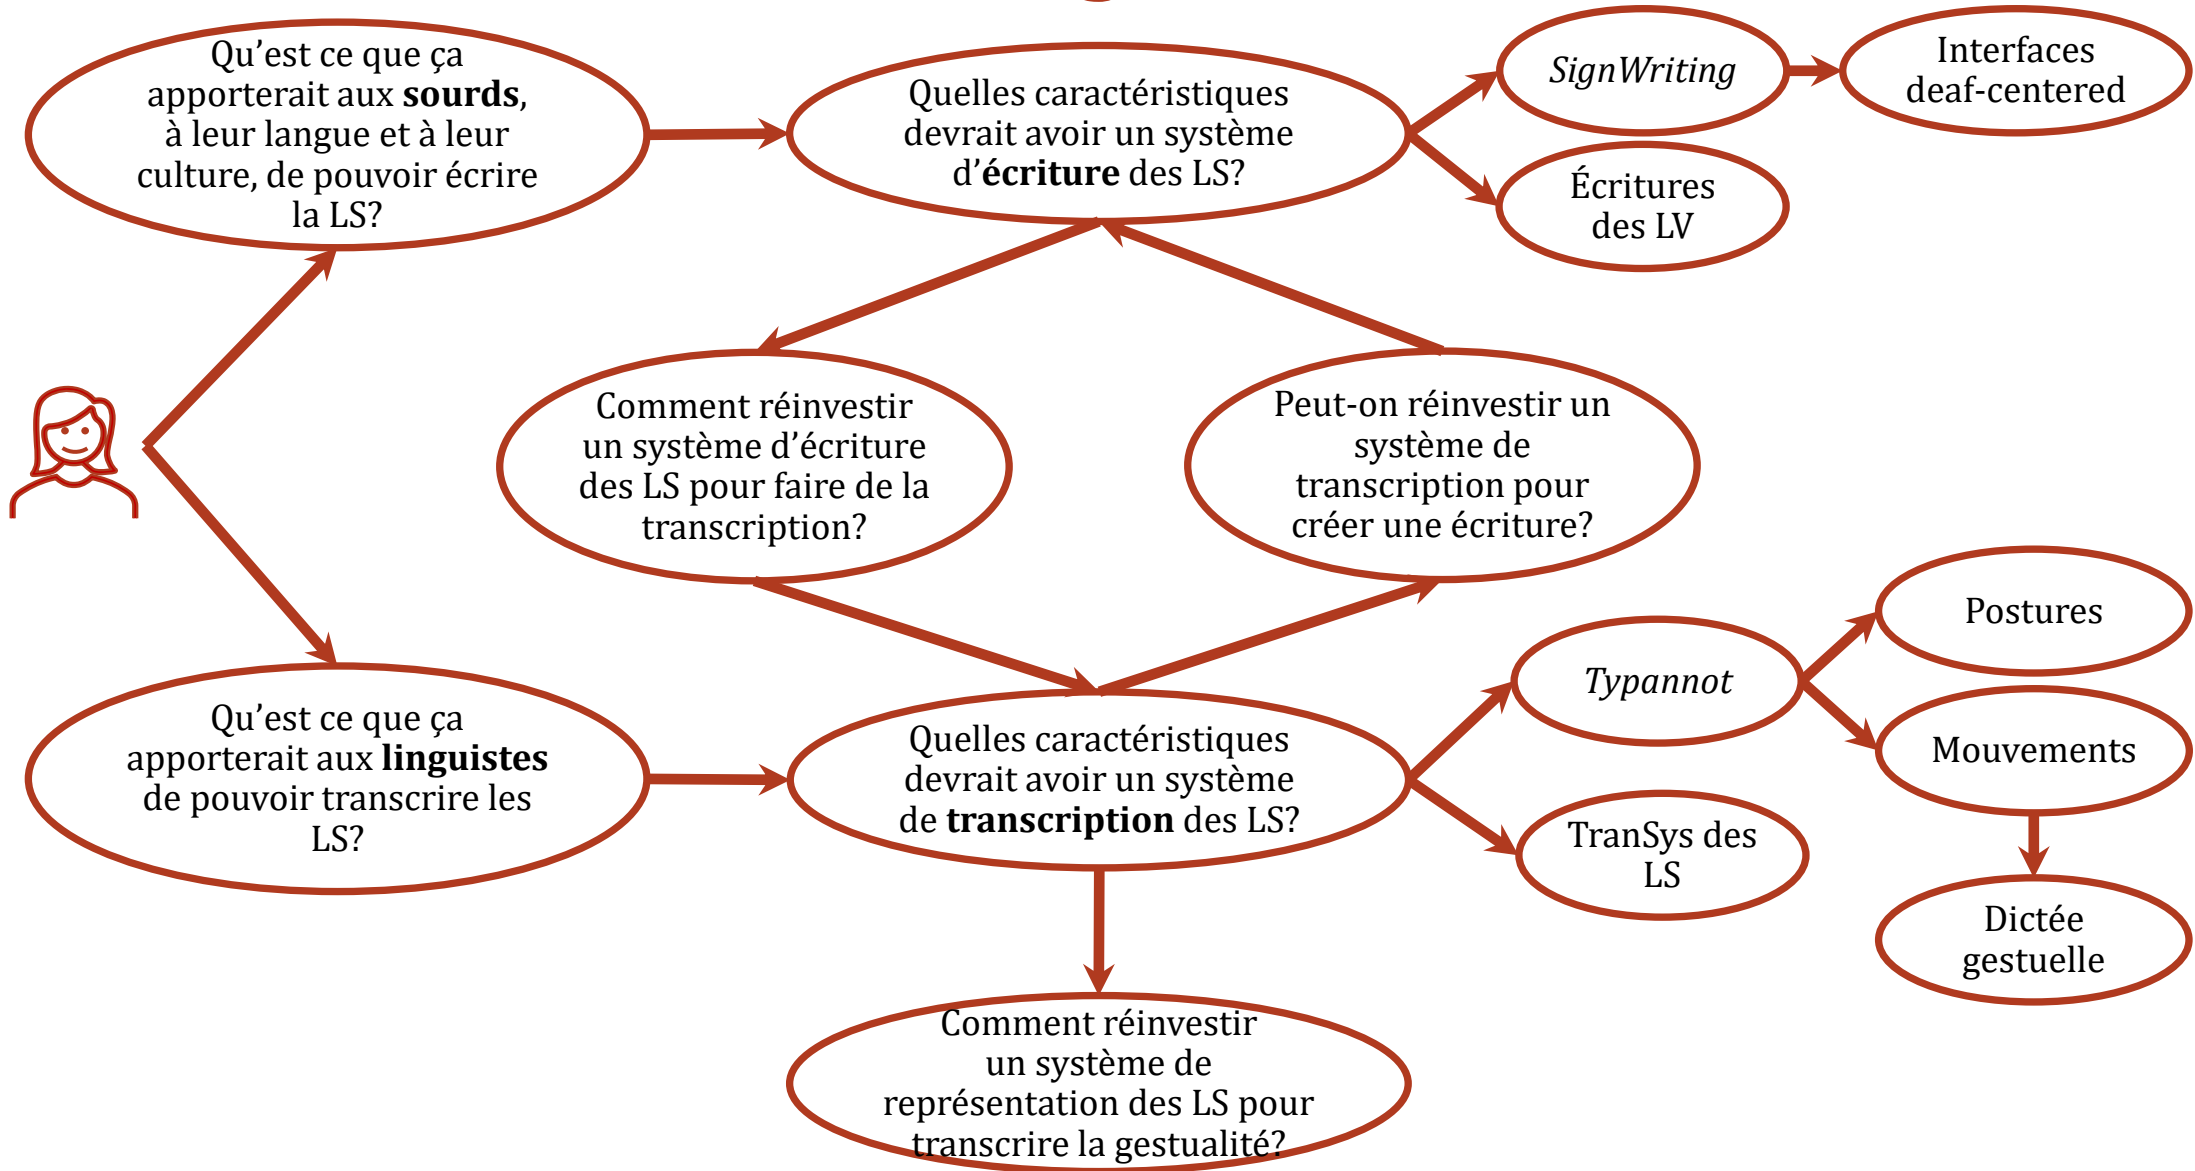 Qu’est ce que ça
apporterait aux sourds,
à leur langue et à leur
culture, de pouvoir écrire
la LS?
Quelles caractéristiques
devrait avoir un système
d’écriture des LS?
SignWriting
Interfaces
deaf-centered
Écritures
des LV
Comment réinvestir
un système d’écriture
des LS pour faire de la
transcription?
Peut-on réinvestir un
système de
transcription pour
créer une écriture?
Qu’est ce que ça
apporterait aux linguistes
de pouvoir transcrire les
LS?
Quelles caractéristiques
devrait avoir un système
de transcription des LS?
Typannot
Postures
Mouvements
TranSys des
LS
Dictée
gestuelle
Comment réinvestir
un système de
représentation des LS pour
transcrire la gestualité?